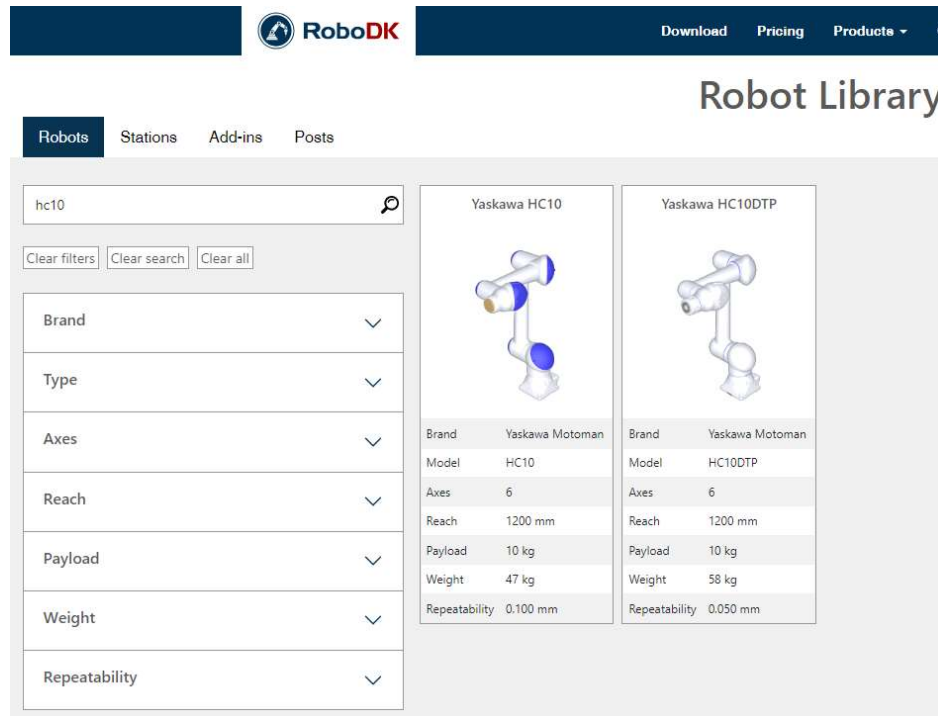 RoboDK
Download Pricing Products
Robot Library
Robots Stations Add-ins Posts
hc10
Clear filters Clear search Clear all
Brand
Type
Axes
Reach
Payload
Weight
Repeatability
Yaskawa HC10
Brand Yaskawa Motoman
Model HC10
Axes 6
Reach 1200 mm
Payload 10 kg
Weight 47 kg
Repeatability 0.100 mm
Yaskawa HC10DTP
Brand Yaskawa Motoman
Model HC10DTP
Axes 6
Reach 1200 mm
Payload 10 kg
Weight 58 kg
Repeatability 0.050 mm